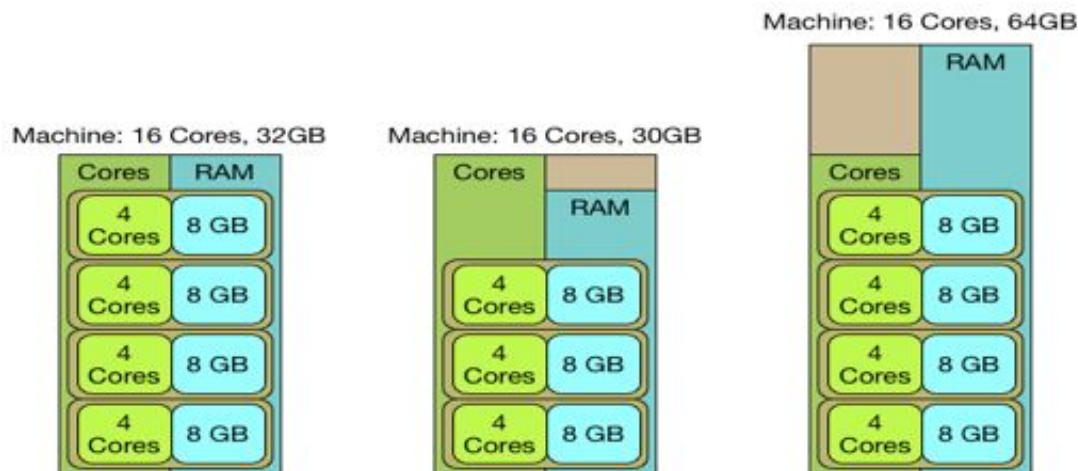 Machine: 16 Cores, 64GB
RAM
Cores
4
Cores
8 GB
4
Cores
8 GB
4
Cores
8 GB
4
Cores
8 GB
Machine: 16 Cores, 32GB
Cores
RAM
4
Cores
8 GB
4
Cores
8 GB
4
Cores
8 GB
4
Cores
8 GB
Machine: 16 Cores, 30GB
Cores
RAM
4
Cores
8 GB
4
Cores
8 GB
4
Cores
8 GB